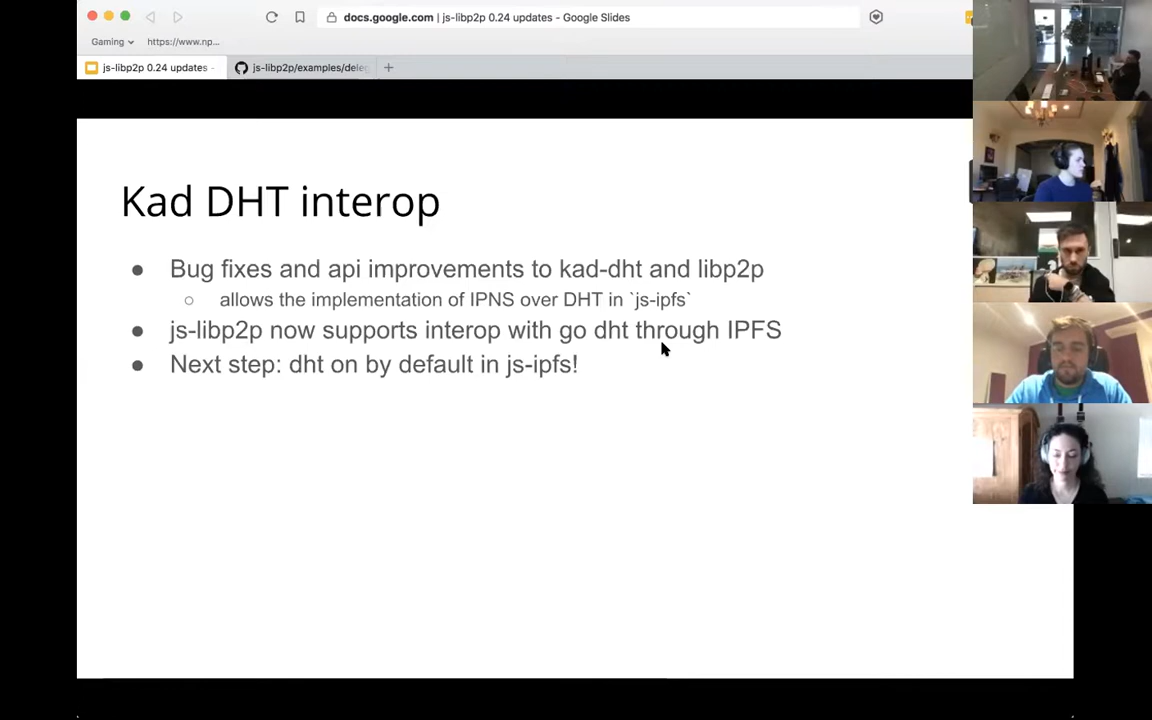 docs.google.com | js-libp2p 0.24 updates - Google Slides
Gaming https://www.np...
js-libp2p 0.24 updates - js-libp2p/examples/dele
Kad DHT interop
● Bug fixes and api improvements to kad-dht and libp2p
○ allows the implementation of IPNS over DHT in `js-ipfs`
● js-libp2p now supports interop with go dht through IPFS
● Next step: dht on by default in js-ipfs!